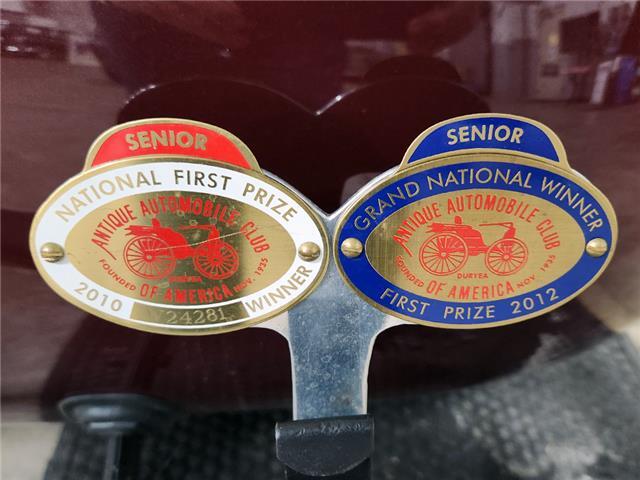 SENIOR
NATIONAL FIRST PRIZE
ANTIQUE AUTOMOBILE CLUB
FOUNDED NOV. 1935
OF AMERICA
2010 24281 WINNER
SENIOR
GRAND NATIONAL WINNER
ANTIQUE AUTOMOBILE CLUB
DURYEA
FOUNDED NOV. 1935
OF AMERICA
FIRST PRIZE 2012